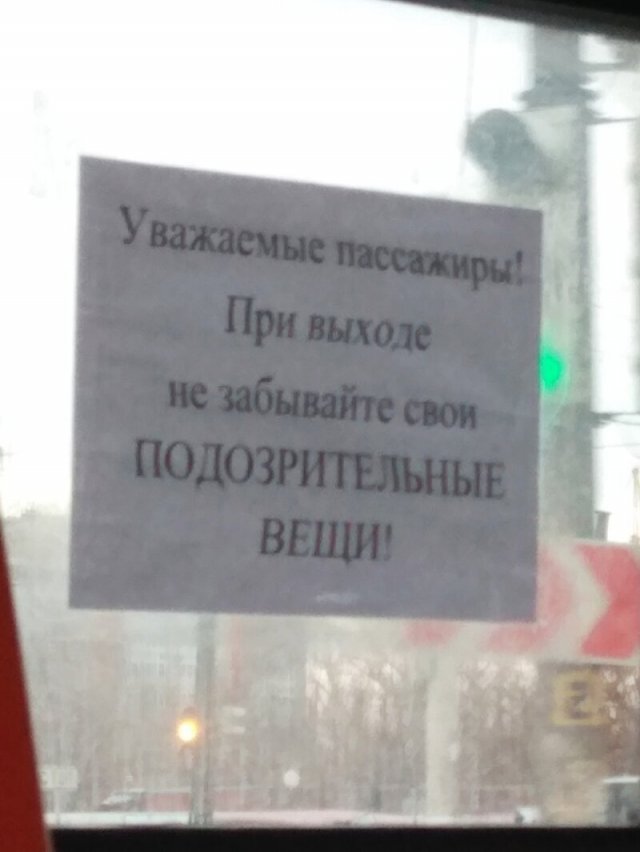 Уважаемые пассажиры!
При выходе
не забывайте свои
ПОДОЗРИТЕЛЬНЫЕ
ВЕЩИ!